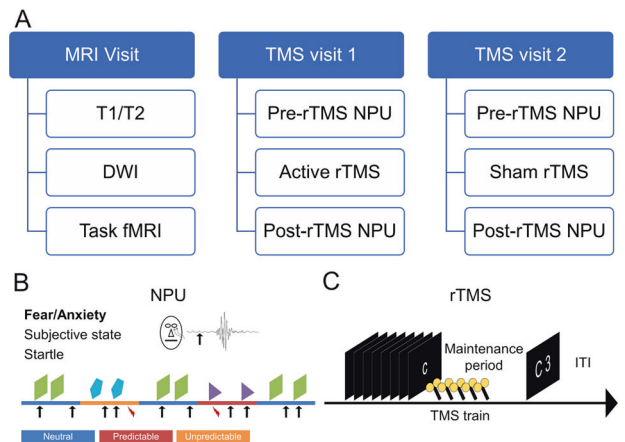 A
MRI Visit
TMS visit 1
TMS visit 2
T1/T2
Pre-rTMS NPU
Pre-rTMS NPU
DWI
Active rTMS
Sham rTMS
Task fMRI
Post-rTMS NPU
Post-rTMS NPU
B
NPU
Fear/Anxiety
Subjective state
Startle
Neutral
Predictable
Unpredictable
C
rTMS
C
Maintenance
period
C 3
ITI
TMS train